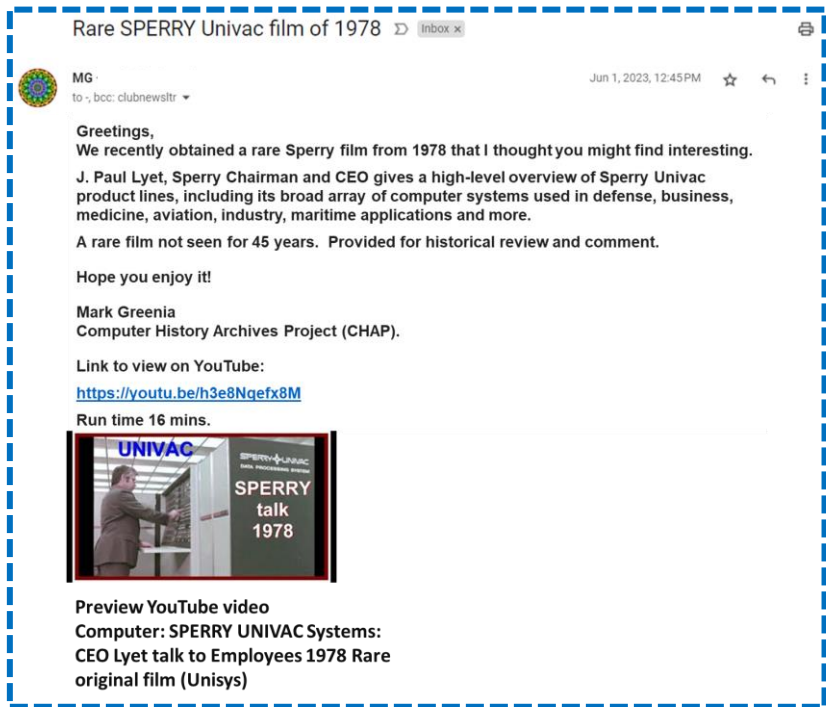 Rare SPERRY Univac film of 1978 Inbox x
MG
Jun 1, 2023, 12:45 PM
to -, bcc: clubnewsltr
Greetings,
We recently obtained a rare Sperry film from 1978 that I thought you might find interesting.
J. Paul Lyet, Sperry Chairman and CEO gives a high-level overview of Sperry Univac
product lines, including its broad array of computer systems used in defense, business,
medicine, aviation, industry, maritime applications and more.
A rare film not seen for 45 years.  Provided for historical review and comment.
Hope you enjoy it!
Mark Greenia
Computer History Archives Project (CHAP).
Link to view on YouTube:
https://youtu.be/h3e8Nqefx8M
Run time 16 mins.
UNIVAC
SPERRY UNIVAC
DATA PROCESSING SYSTEM
SPERRY
talk
1978
Preview YouTube video
Computer: SPERRY UNIVAC Systems:
CEO Lyet talk to Employees 1978 Rare
original film (Unisys)